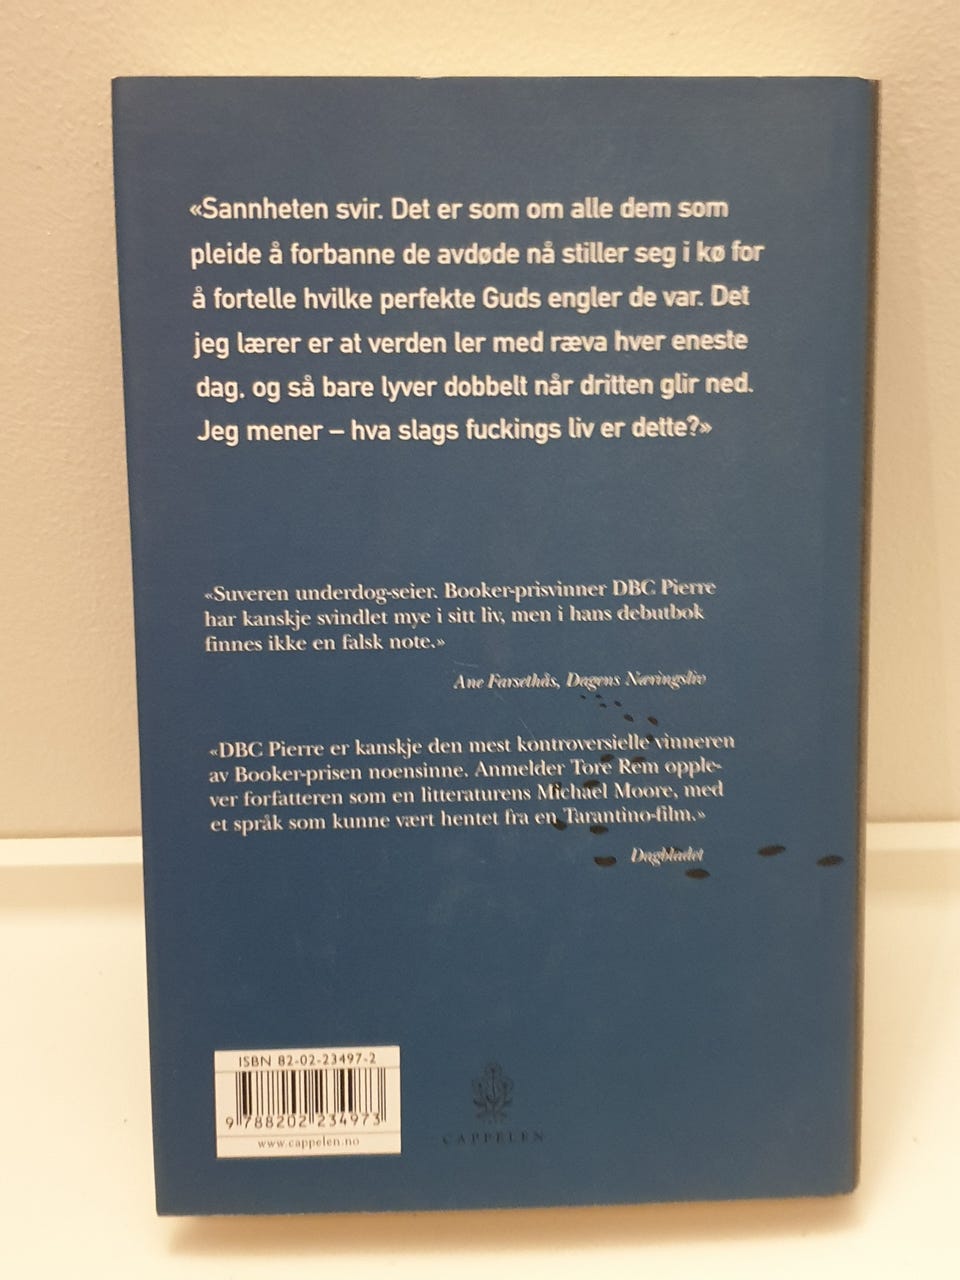 «Sannheten svir. Det er som om alle dem som
pleide å forbanne de avdøde nå stiller seg i kø for
å fortelle hvilke perfekte Guds engler de var. Det
jeg lærer er at verden ler med ræva hver eneste
dag, og så bare lyver dobbelt når dritten glir ned.
Jeg mener – hva slags fuckings liv er dette?»
«Suveren underdog-seier. Booker-prisvinner DBC Pierre
har kanskje svindlet mye i sitt liv, men i hans debutbok
finnes ikke en falsk note.»
Ane Farsethås, Dagens Næringsliv
«DBC Pierre er kanskje den mest kontroversielle vinneren
av Booker-prisen noensinne. Anmelder Tore Rem opple-
ver forfatteren som en litteraturens Michael Moore, med
et språk som kunne vært hentet fra en Tarantino-film.»
Dagbladet
ISBN 82-02-23497-2
9 788202 234973
www.cappelen.no
CAPPELEN